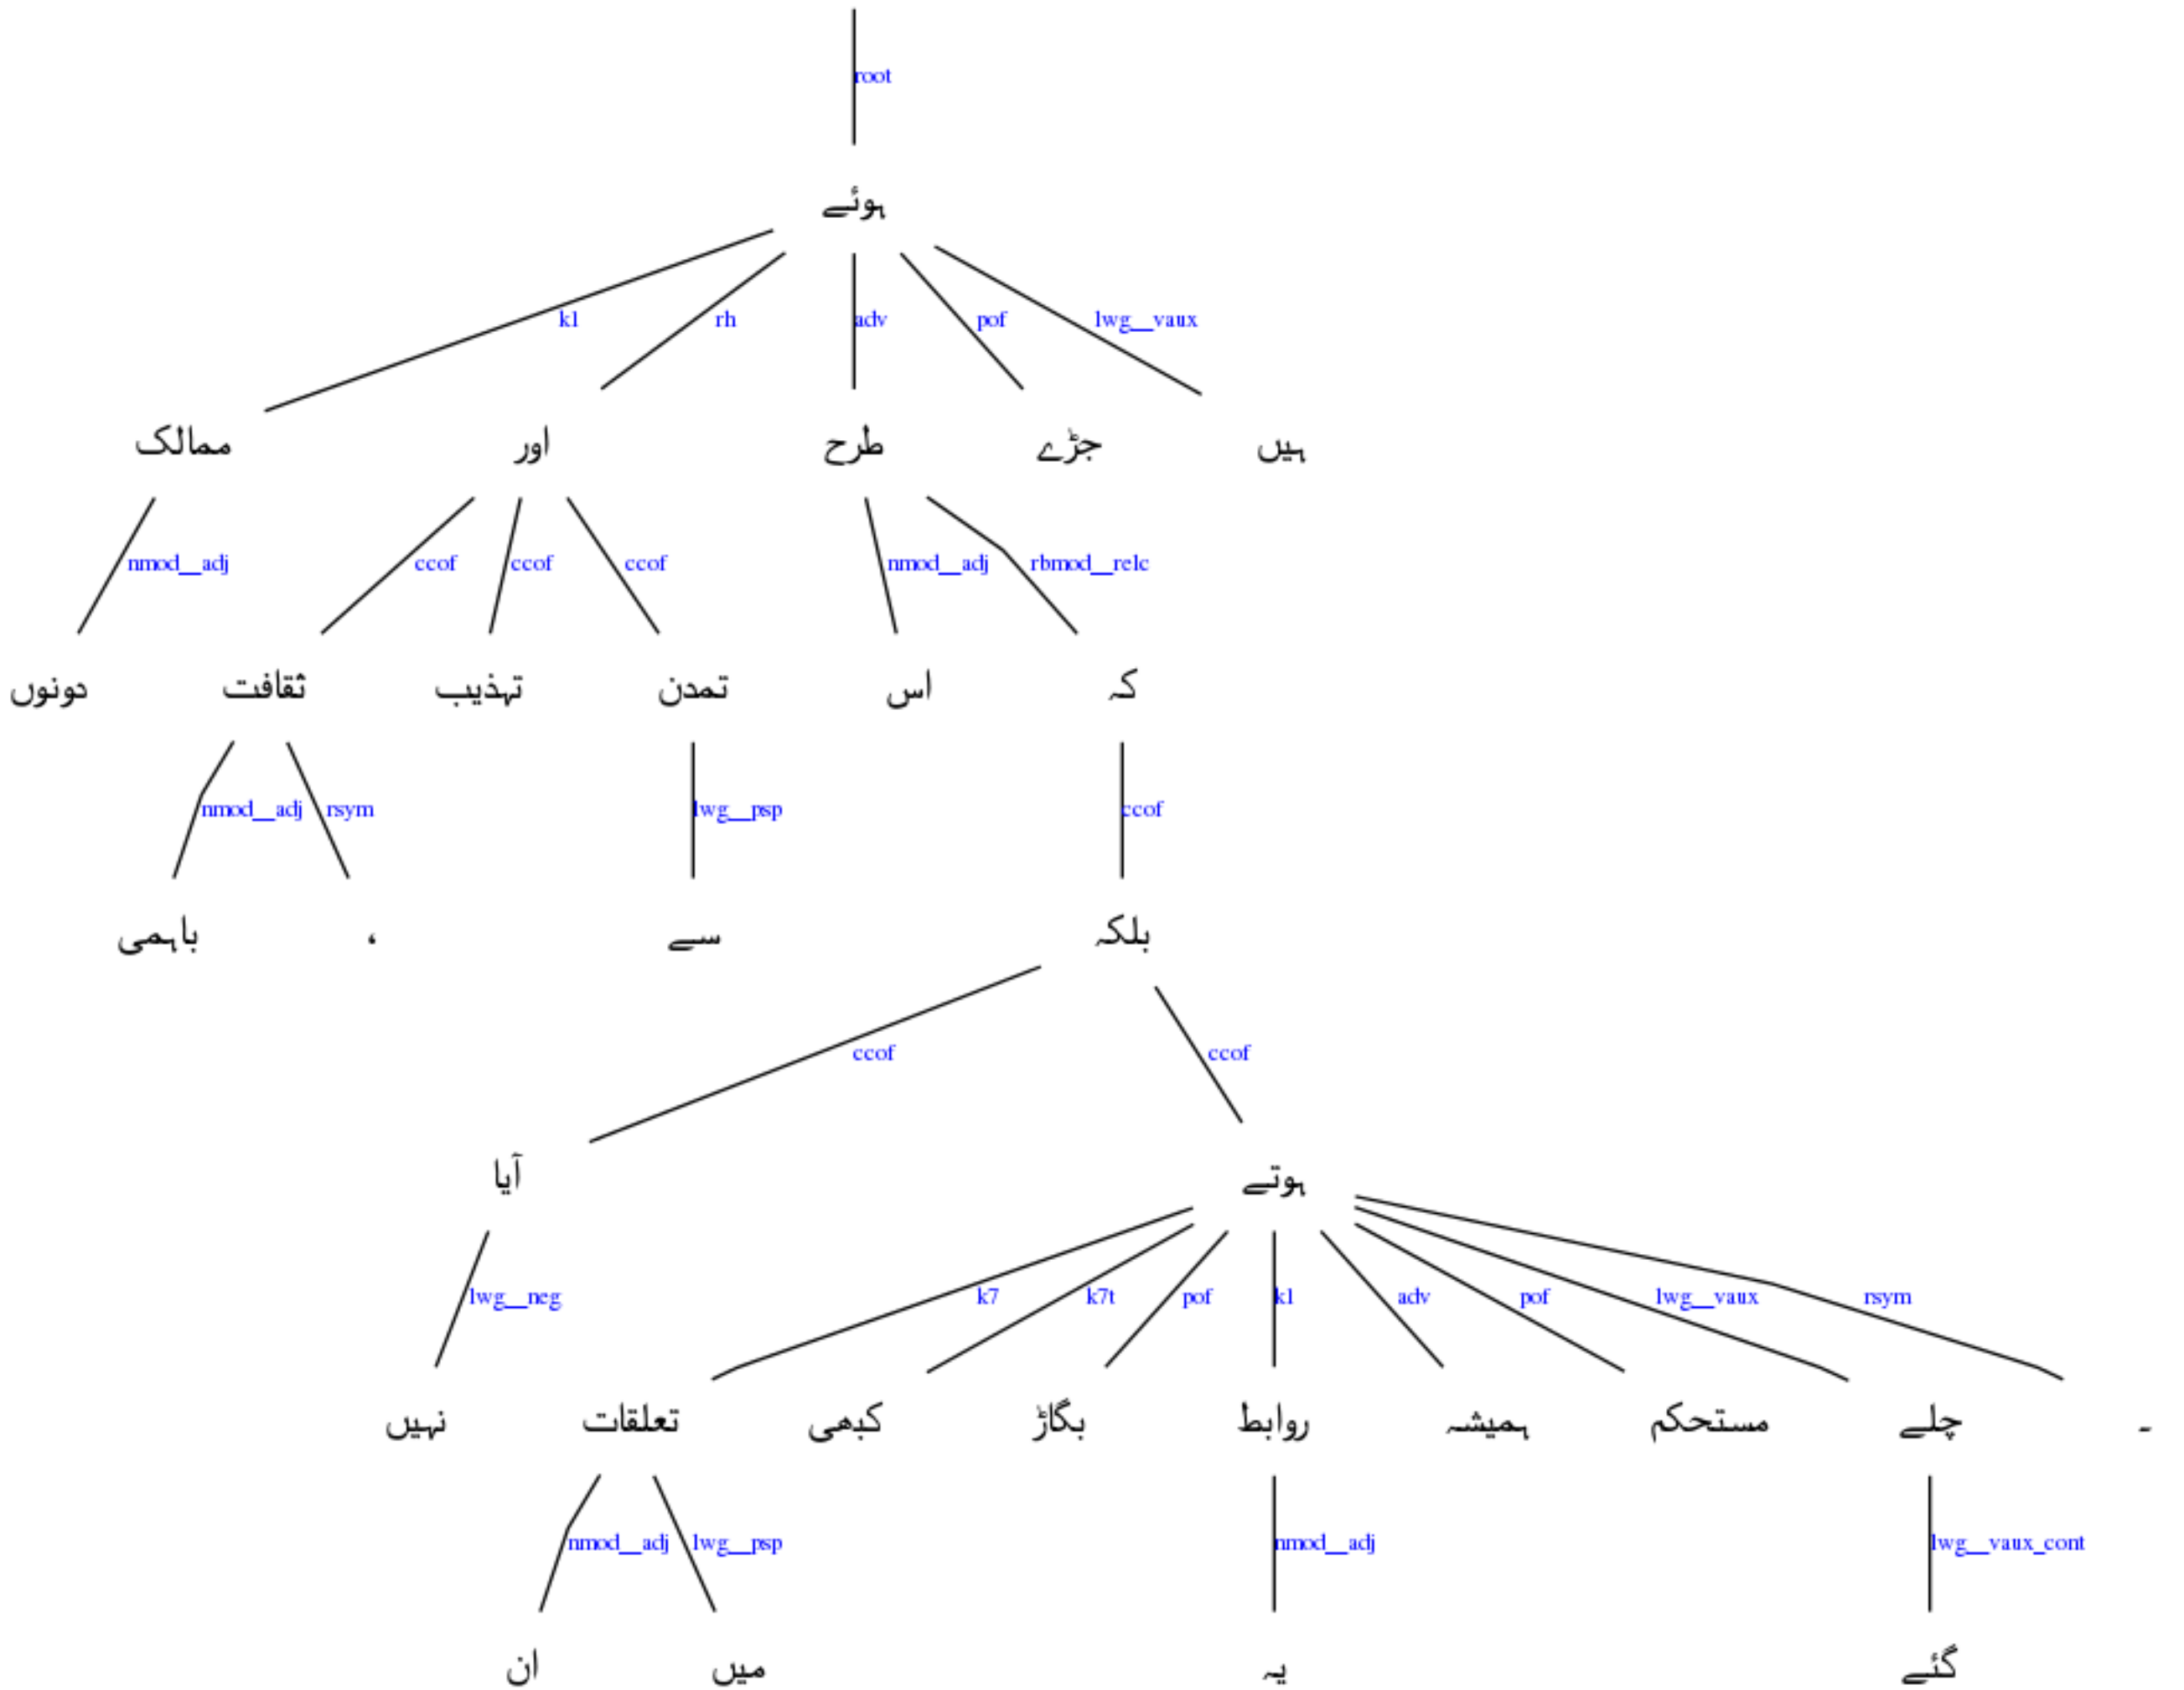 root
ہوئے
k1 rh adv pof lwg__vaux
ممالک اور طرح جڑے ہیں
nmod__adj ccof ccof ccof nmod__adj rbmod__relc
دونوں ثقافت تہذیب تمدن اس کہ
nmod__adj rsym lwg__psp ccof
باہمی ، سے بلکہ
ccof ccof
آیا ہوتے
lwg__neg k7 k7t pof k1 adv pof lwg__vaux rsym
نہیں تعلقات کبھی بگاڑ روابط ہمیشہ مستحکم چلے ۔
nmod__adj lwg__psp nmod__adj lwg__vaux_cont
ان میں یہ گئے